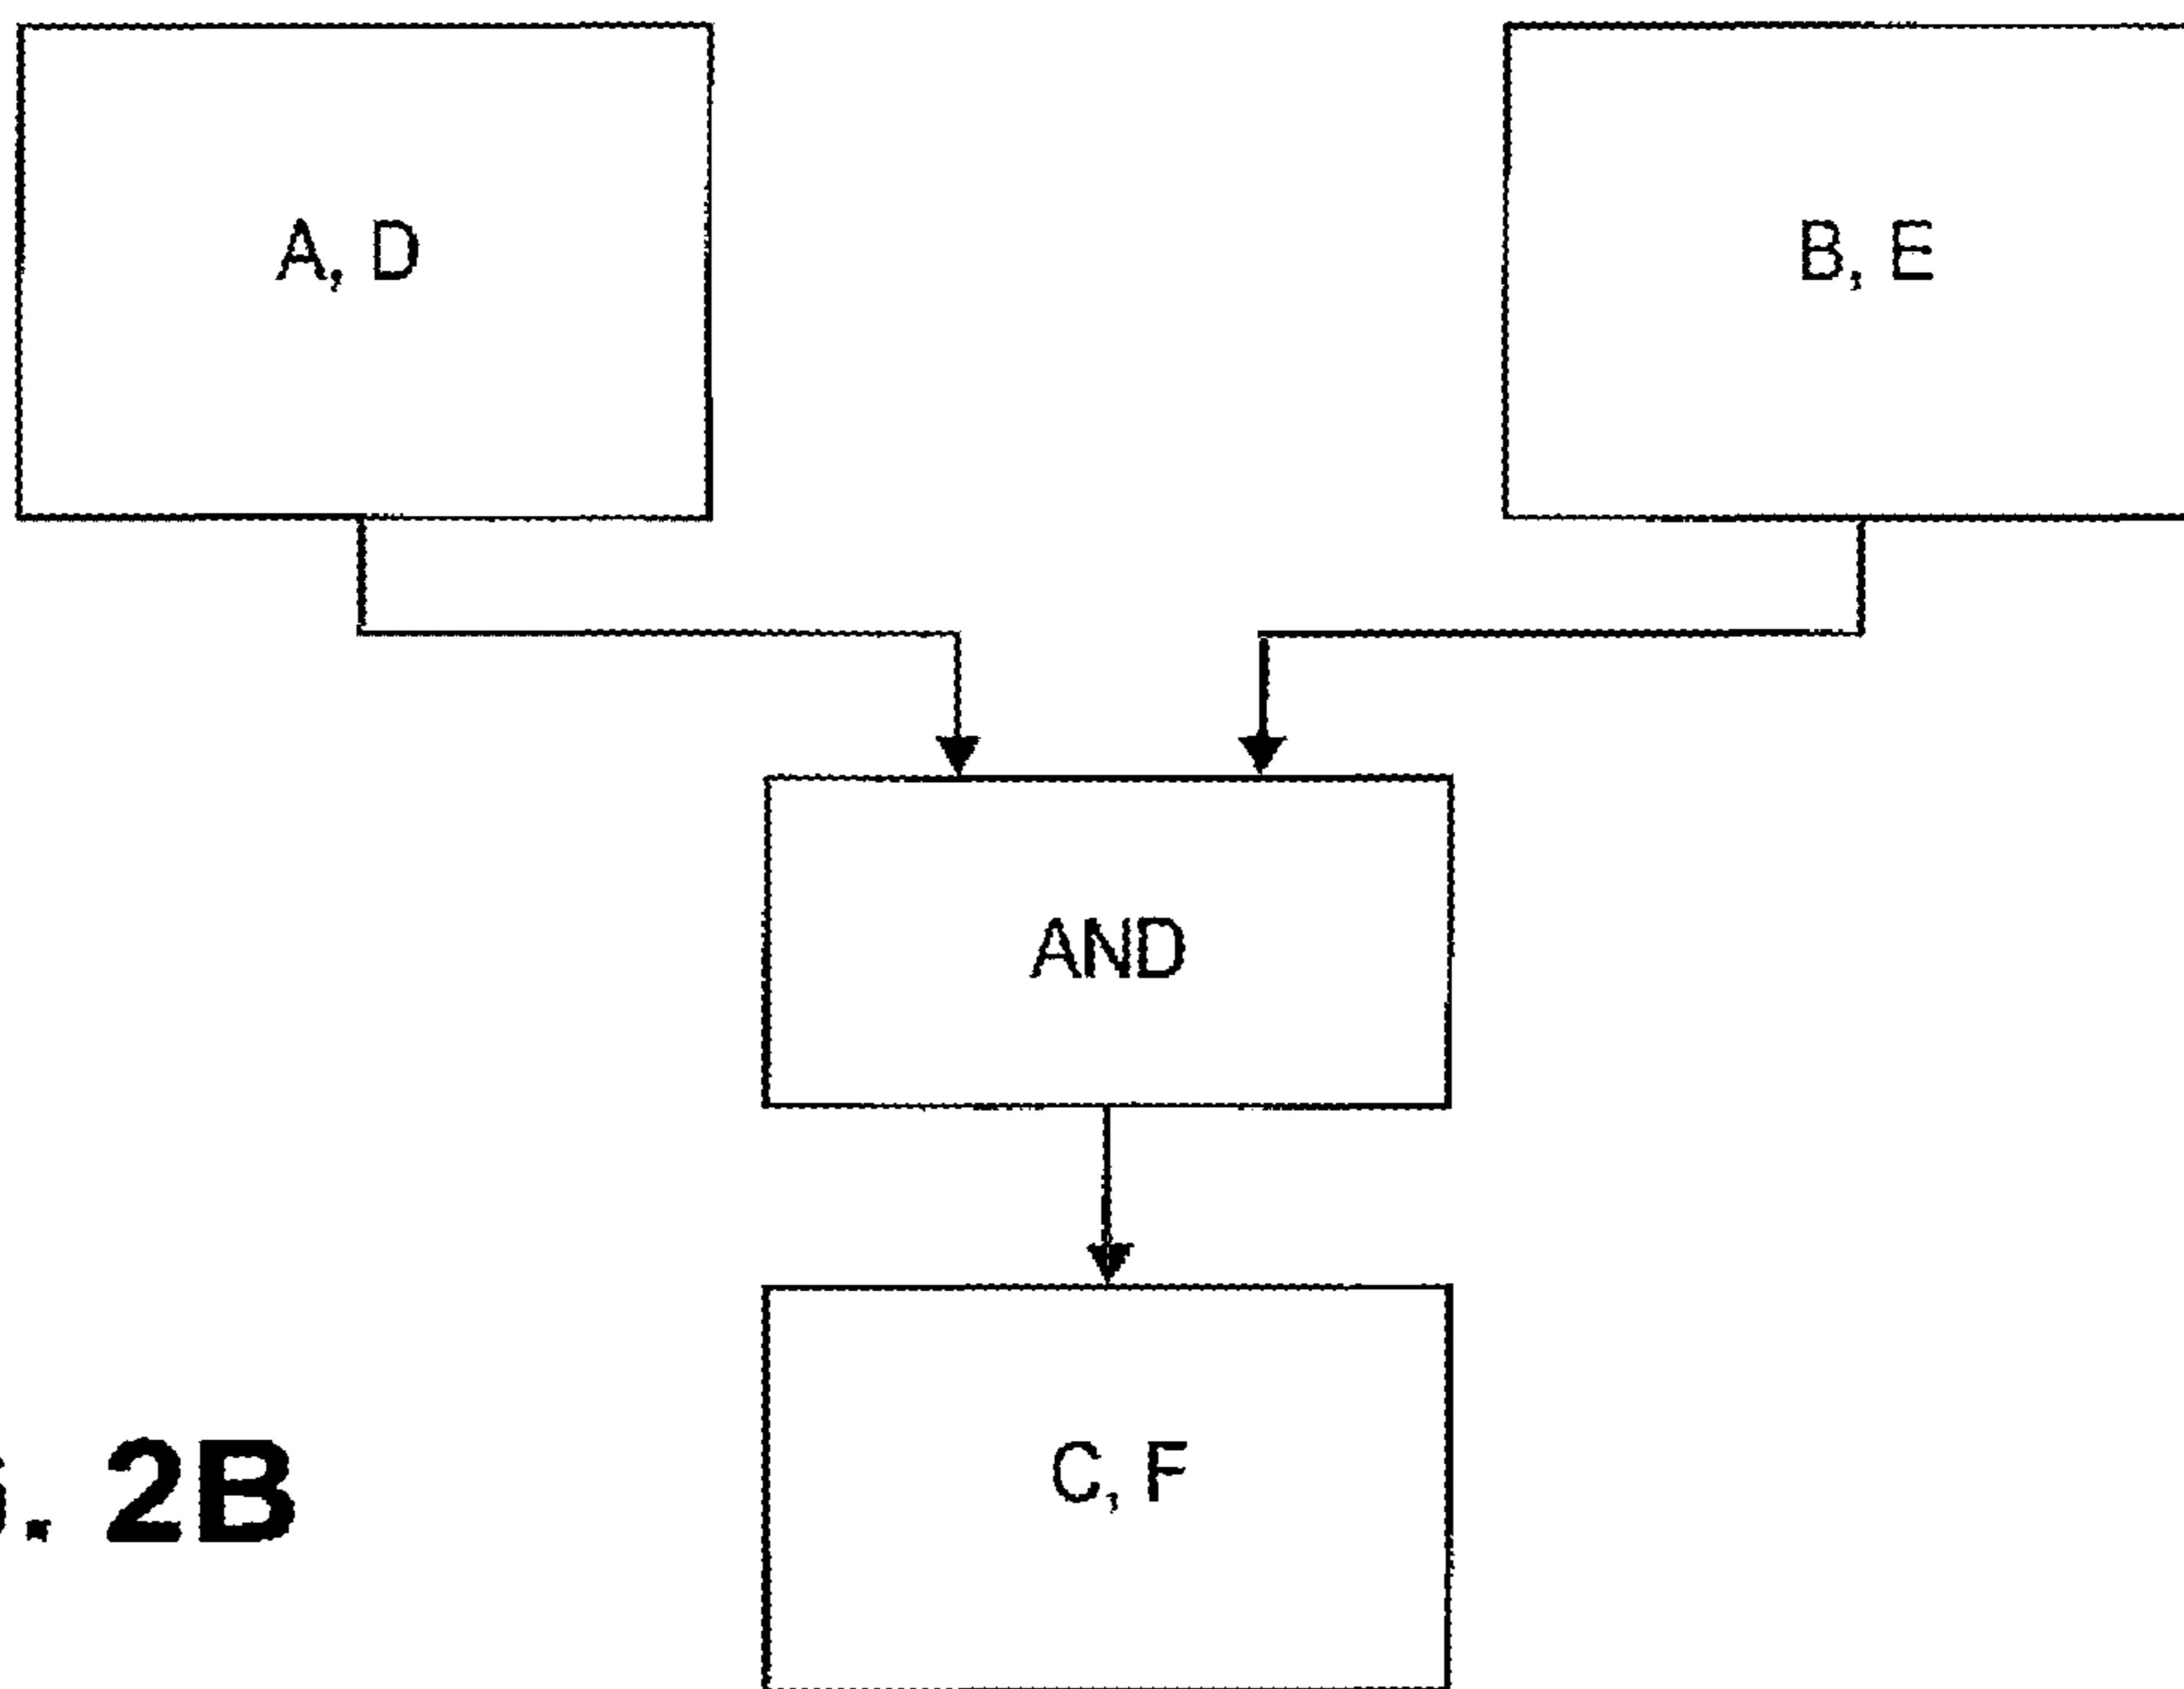 A, D
B, E
AND
C, F
. 2B